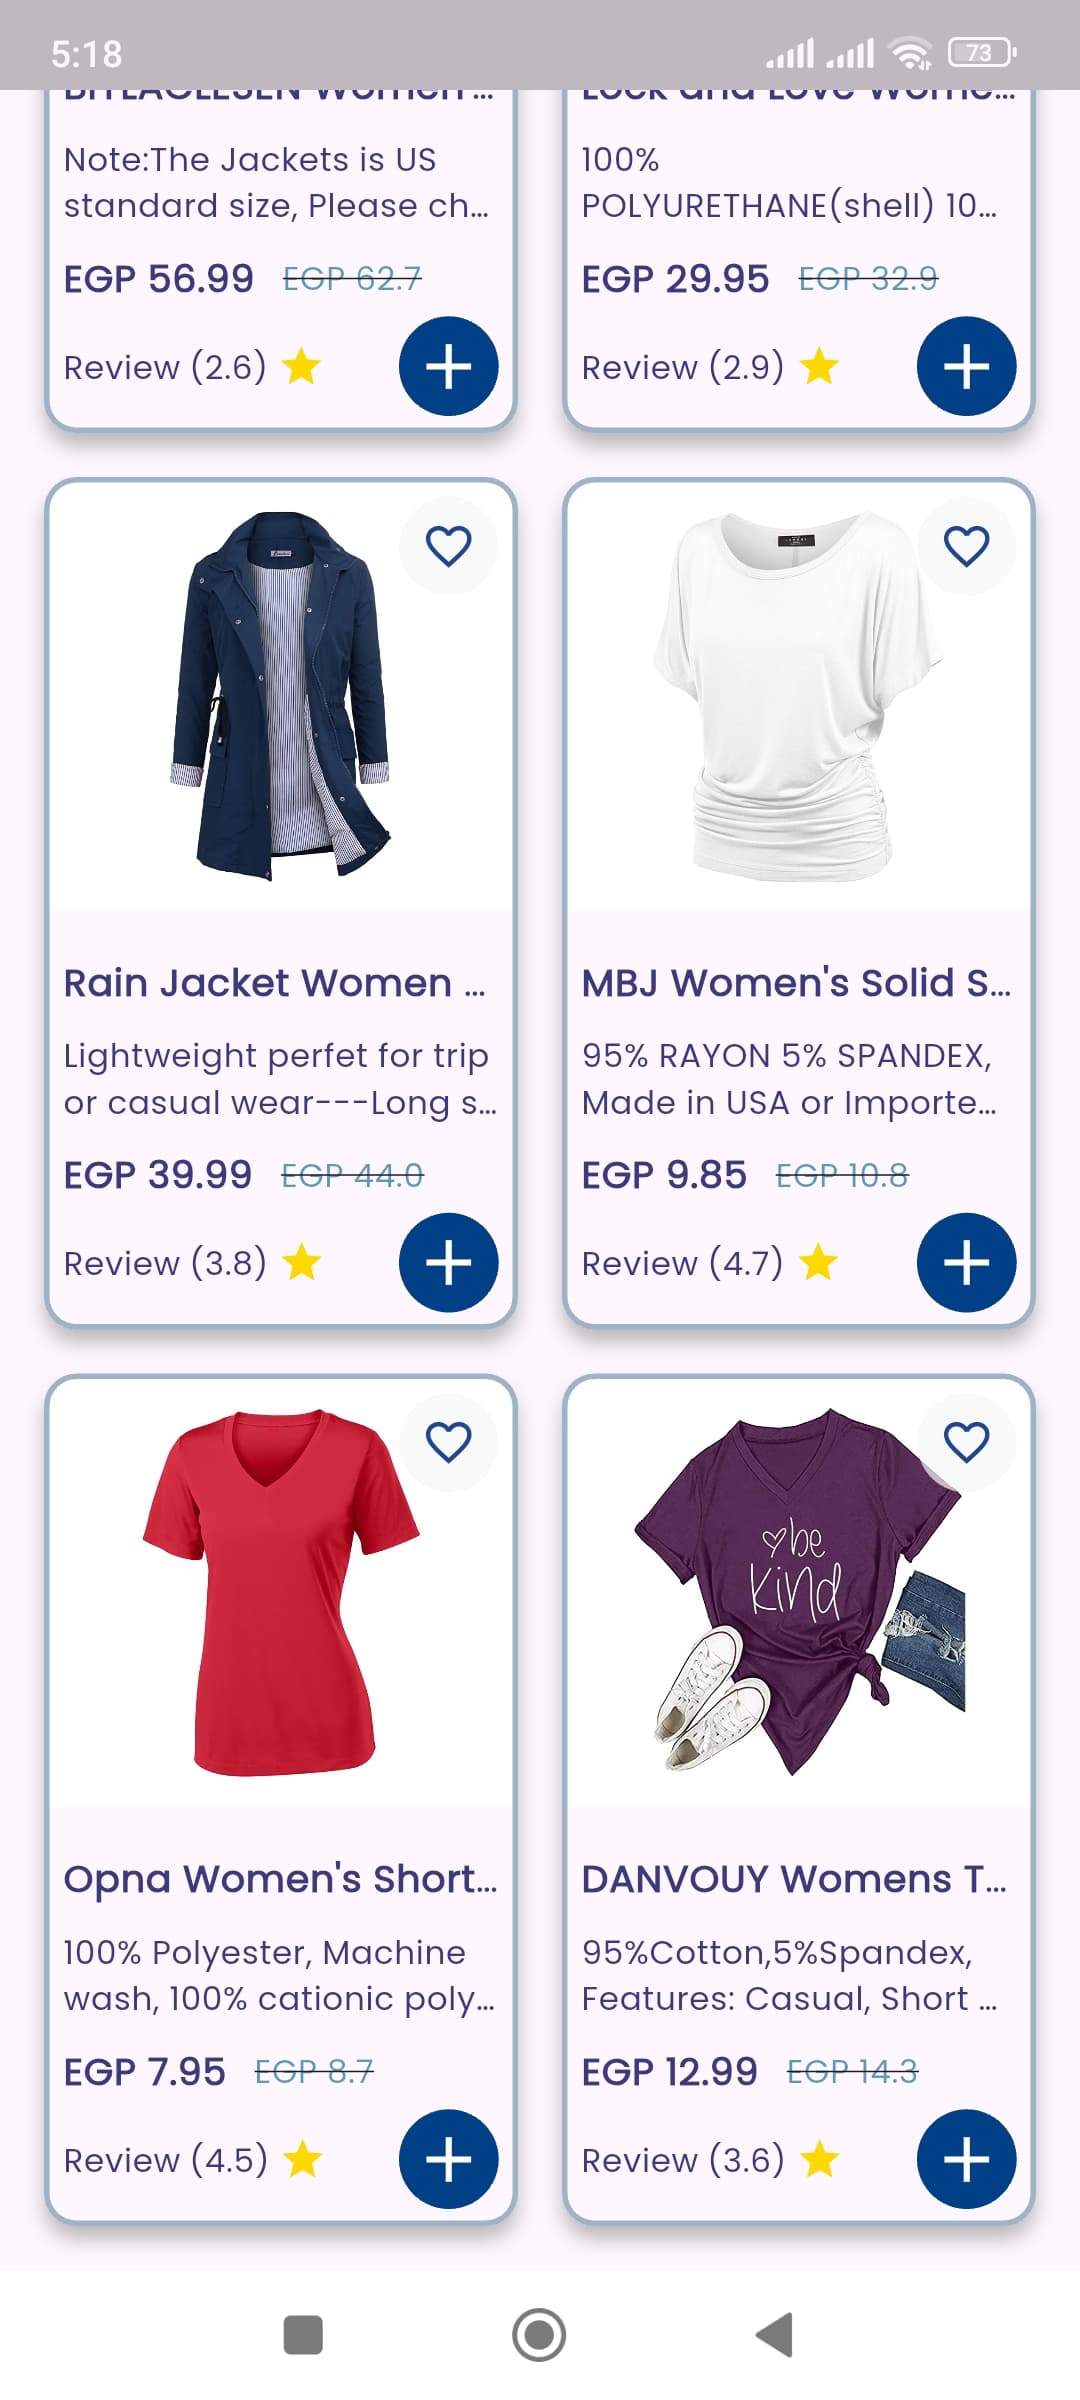 5:18
73
BIYLACLESEN Women ...
Lock and Love Wome...
Note:The Jackets is US
standard size, Please ch...
100%
POLYURETHANE(shell) 10...
EGP 56.99 EGP 62.7
EGP 29.95 EGP 32.9
Review (2.6)
Review (2.9)
Rain Jacket Women ...
MBJ Women's Solid S...
Lightweight perfet for trip
or casual wear---Long s...
95% RAYON 5% SPANDEX,
Made in USA or Importe...
EGP 39.99 EGP 44.0
EGP 9.85 EGP 10.8
Review (3.8)
Review (4.7)
be
kind
Opna Women's Short...
DANVOUY Womens T...
100% Polyester, Machine
wash, 100% cationic poly...
95%Cotton,5%Spandex,
Features: Casual, Short ...
EGP 7.95 EGP 8.7
EGP 12.99 EGP 14.3
Review (4.5)
Review (3.6)